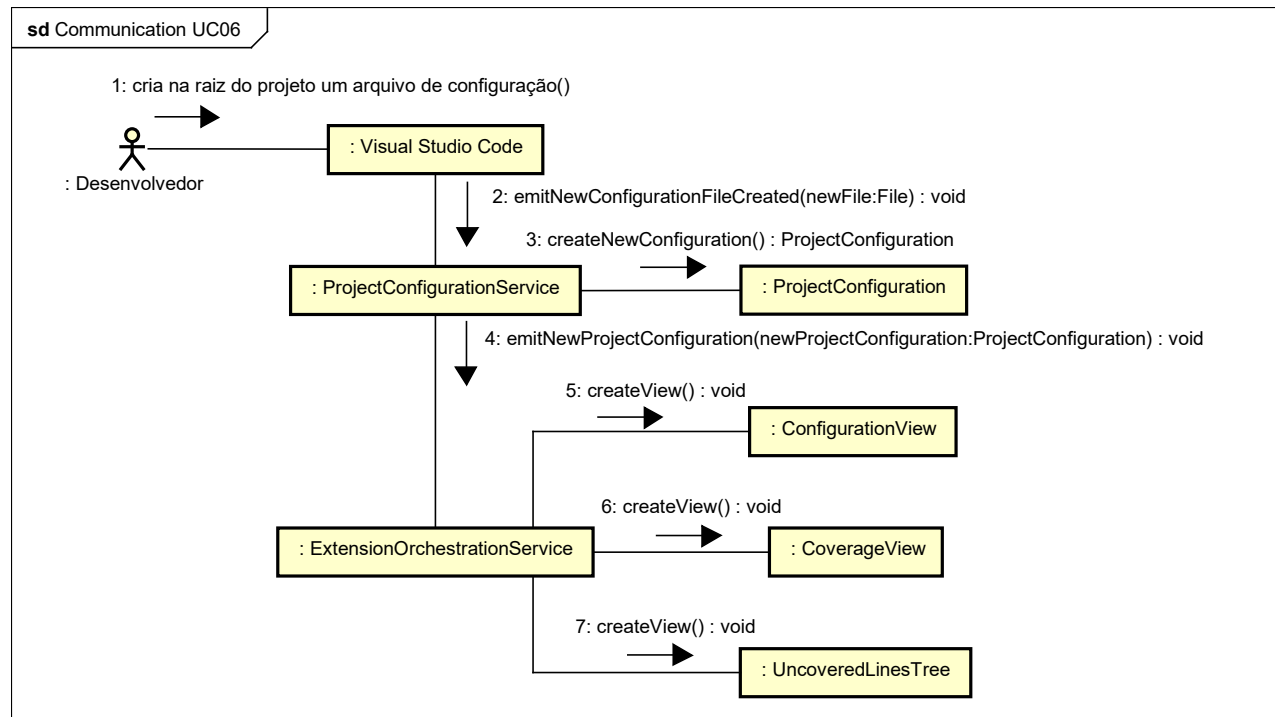 sd Communication UC06
1: cria na raiz do projeto um arquivo de configuração()
: Visual Studio Code
: Desenvolvedor
2: emitNewConfigurationFileCreated(newFile:File) : void
3: createNewConfiguration() : ProjectConfiguration
: ProjectConfigurationService
: ProjectConfiguration
4: emitNewProjectConfiguration(newProjectConfiguration:ProjectConfiguration) : void
5: createView() : void
: ConfigurationView
6: createView() : void
: ExtensionOrchestrationService
: CoverageView
7: createView() : void
: UncoveredLinesTree